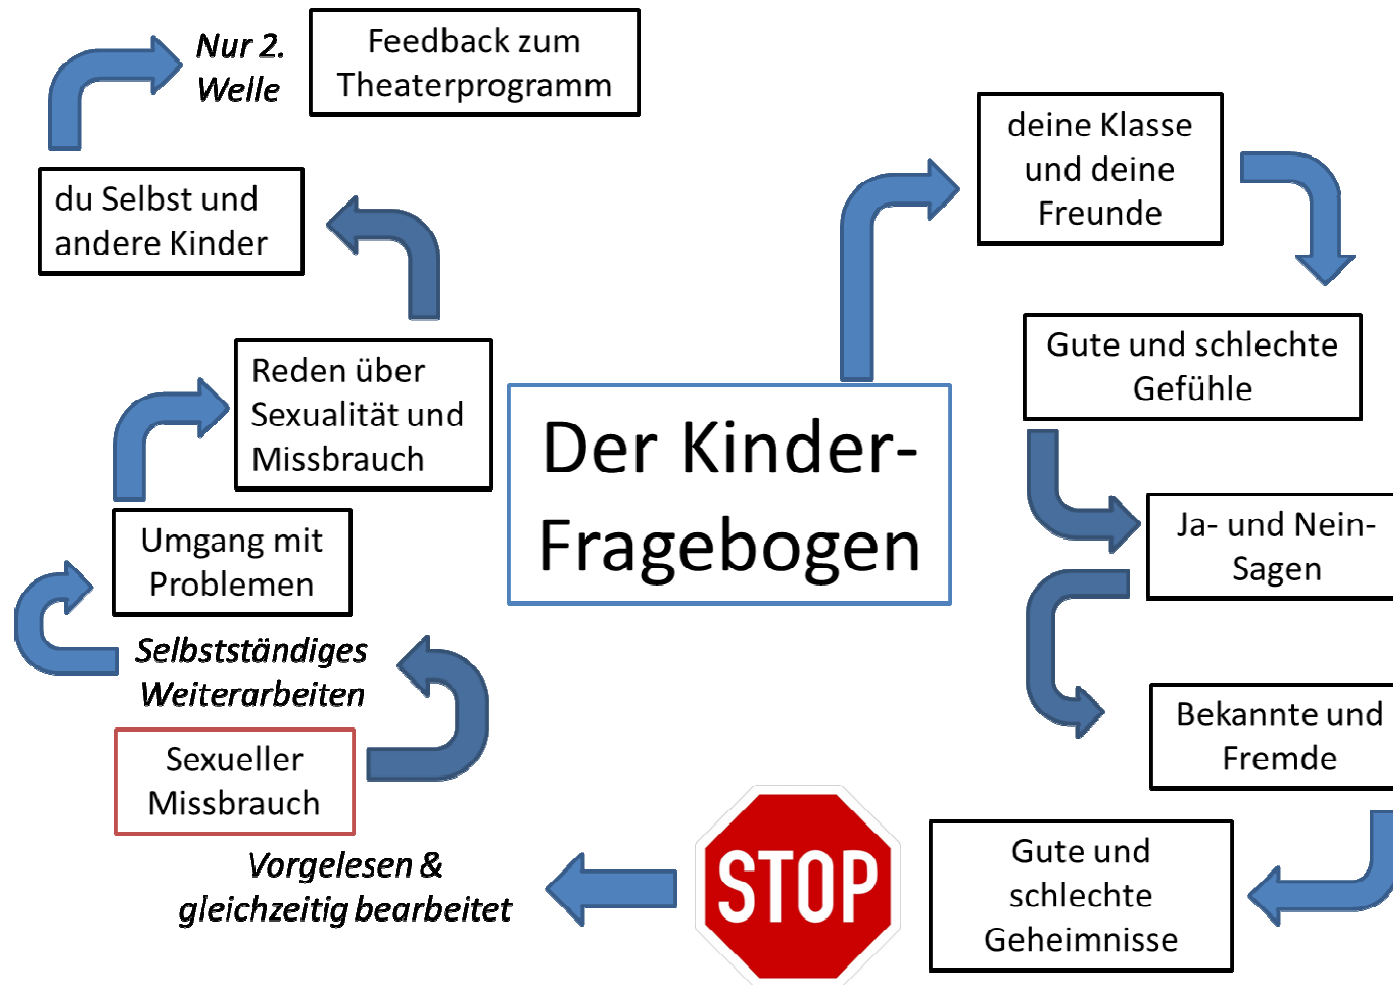 Der Kinder-
Fragebogen
deine Klasse
und deine
Freunde
Gute und schlechte
Gefühle
Ja- und Nein-
Sagen
Bekannte und
Fremde
Gute und
schlechte
Geheimnisse
STOP
Vorgelesen &
gleichzeitig bearbeitet
Sexueller
Missbrauch
Selbstständiges
Weiterarbeiten
Umgang mit
Problemen
Reden über
Sexualität und
Missbrauch
du Selbst und
andere Kinder
Nur 2.
Welle
Feedback zum
Theaterprogramm